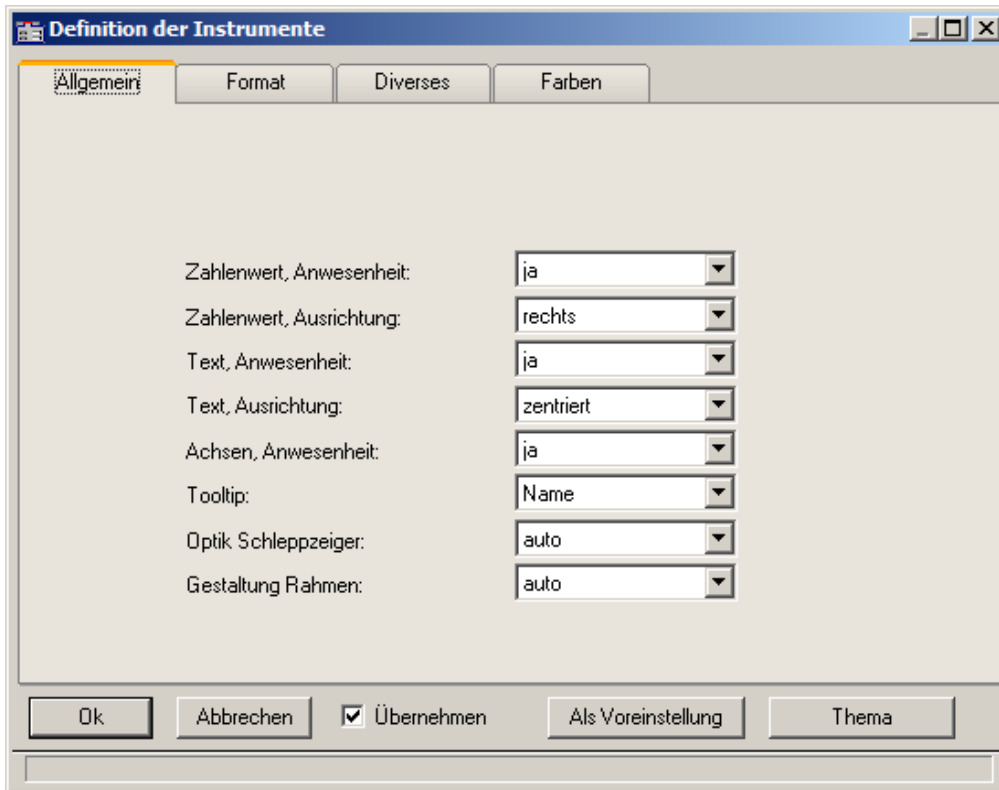 Definition der Instrumente
Allgemein Format Diverses Farben
Zahlenwert, Anwesenheit: ja
Zahlenwert, Ausrichtung: rechts
Text, Anwesenheit: ja
Text, Ausrichtung: zentriert
Achsen, Anwesenheit: ja
Tooltip: Name
Optik Schleppzeiger: auto
Gestaltung Rahmen: auto
Ok Abbrechen Übernehmen Als Voreinstellung Thema